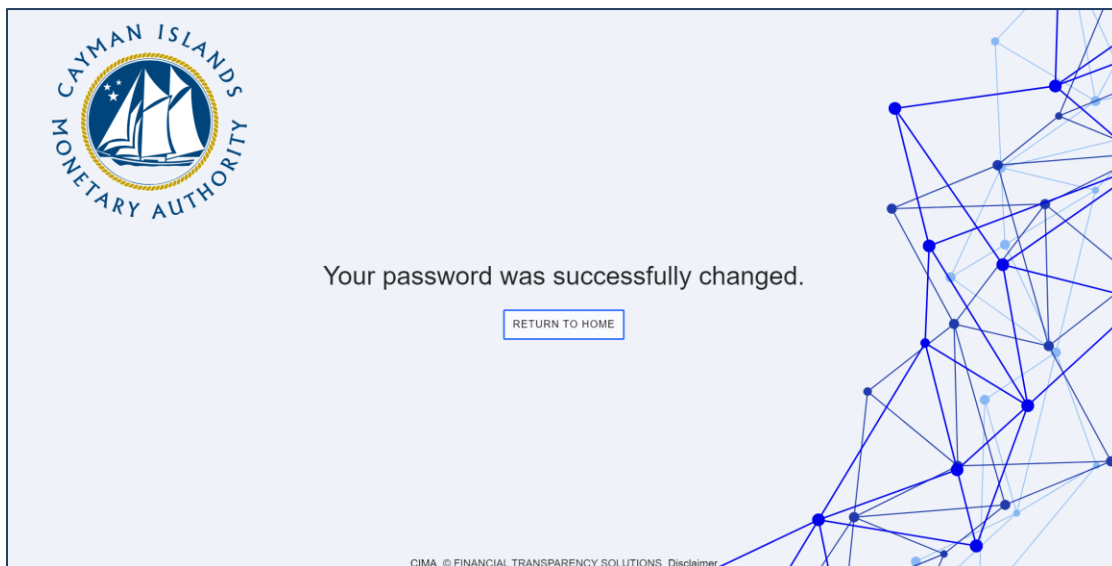 CAYMAN ISLANDS
MONETARY AUTHORITY
Your password was successfully changed.
RETURN TO HOME
CIMA © FINANCIAL TRANSPARENCY SOLUTIONS Disclaimer